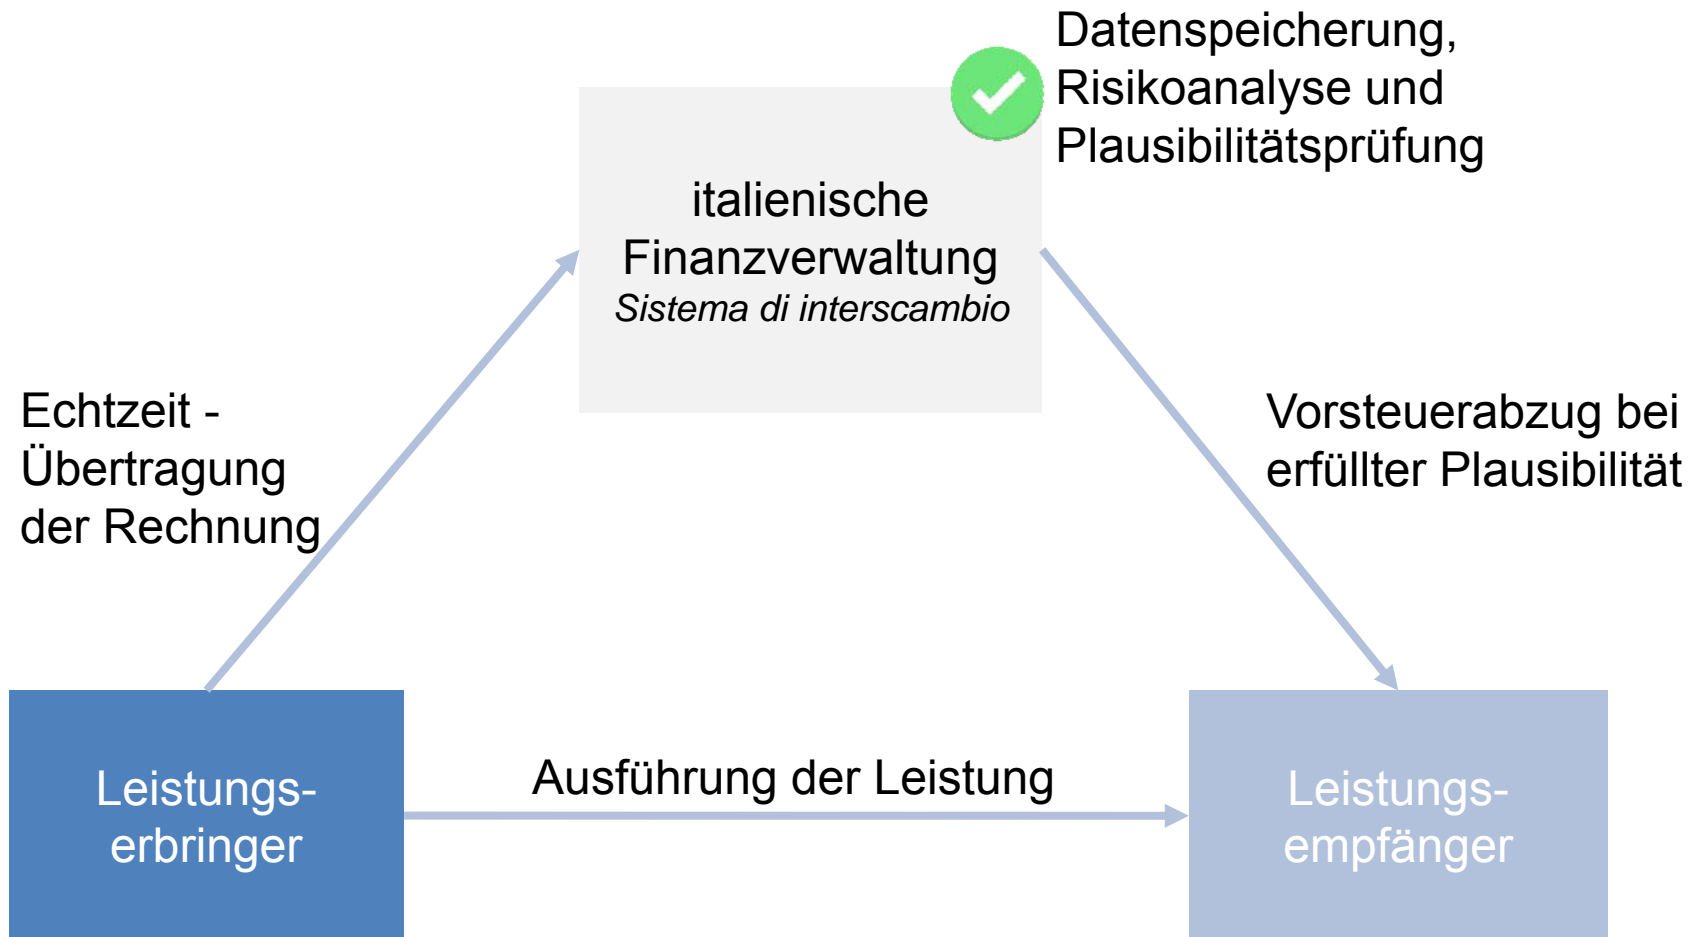 Datenspeicherung,
Risikoanalyse und
Plausibilitätsprüfung
italienische
Finanzverwaltung
Sistema di interscambio
Echtzeit -
Übertragung
der Rechnung
Vorsteuerabzug bei
erfüllter Plausibilität
Leistungs-
erbringer
Ausführung der Leistung
Leistungs-
empfänger